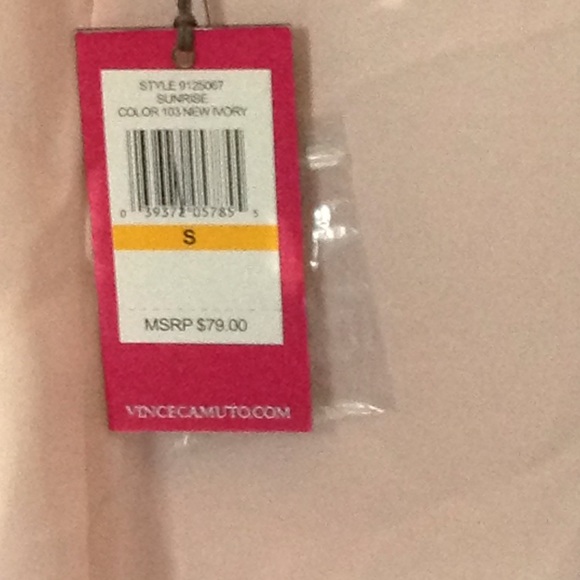 STYLE 9125067
SUNRISE
COLOR 103 NEW IVORY
0 39372 05785 5
S
MSRP $79.00
VINCECAMUTO.COM